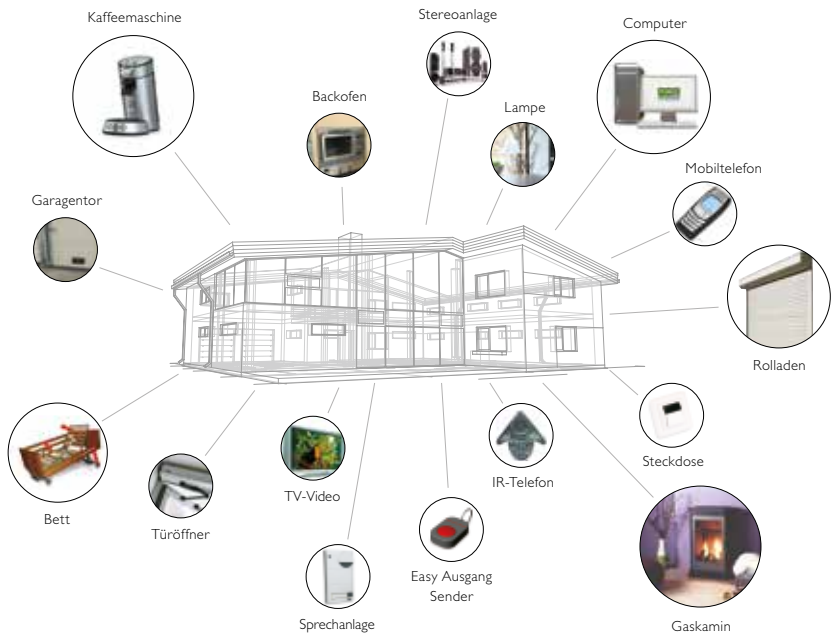 Kaffeemaschine
Stereoanlage
Computer
Backofen
Lampe
Mobiltelefon
Garagentor
Rolladen
Steckdose
IR-Telefon
TV-Video
Bett
Türöffner
Easy Ausgang
Sender
Sprechanlage
Gaskamin